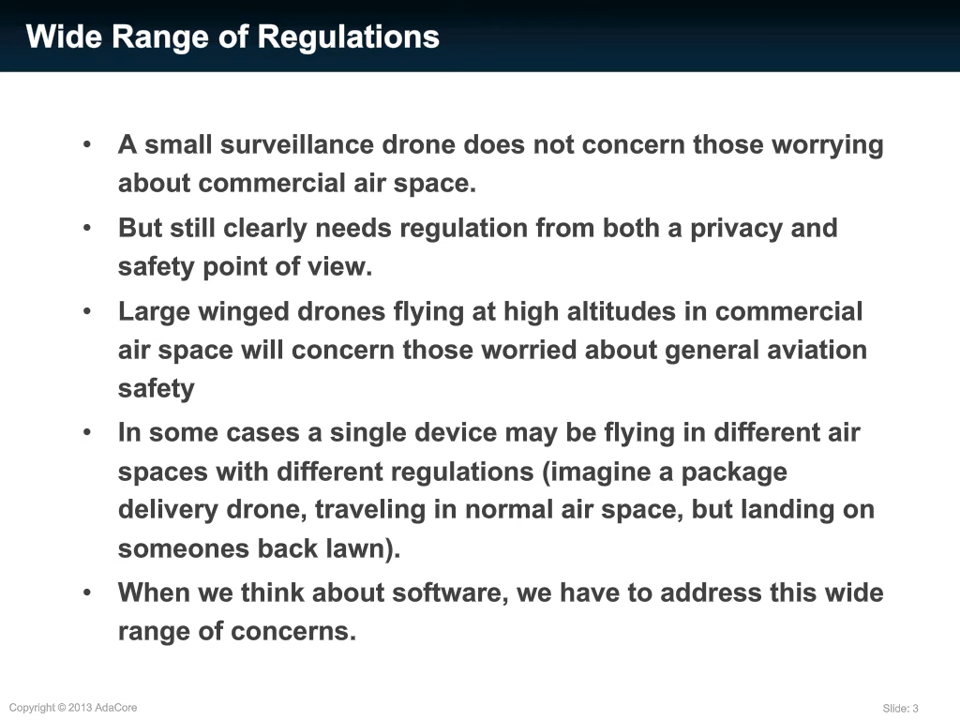 Wide Range of Regulations
• A small surveillance drone does not concern those worrying
about commercial air space.
• But still clearly needs regulation from both a privacy and
safety point of view.
• Large winged drones flying at high altitudes in commercial
air space will concern those worried about general aviation
safety
• In some cases a single device may be flying in different air
spaces with different regulations (imagine a package
delivery drone, traveling in normal air space, but landing on
someones back lawn).
• When we think about software, we have to address this wide
range of concerns.
Copyright © 2013 AdaCore
Slide: 3